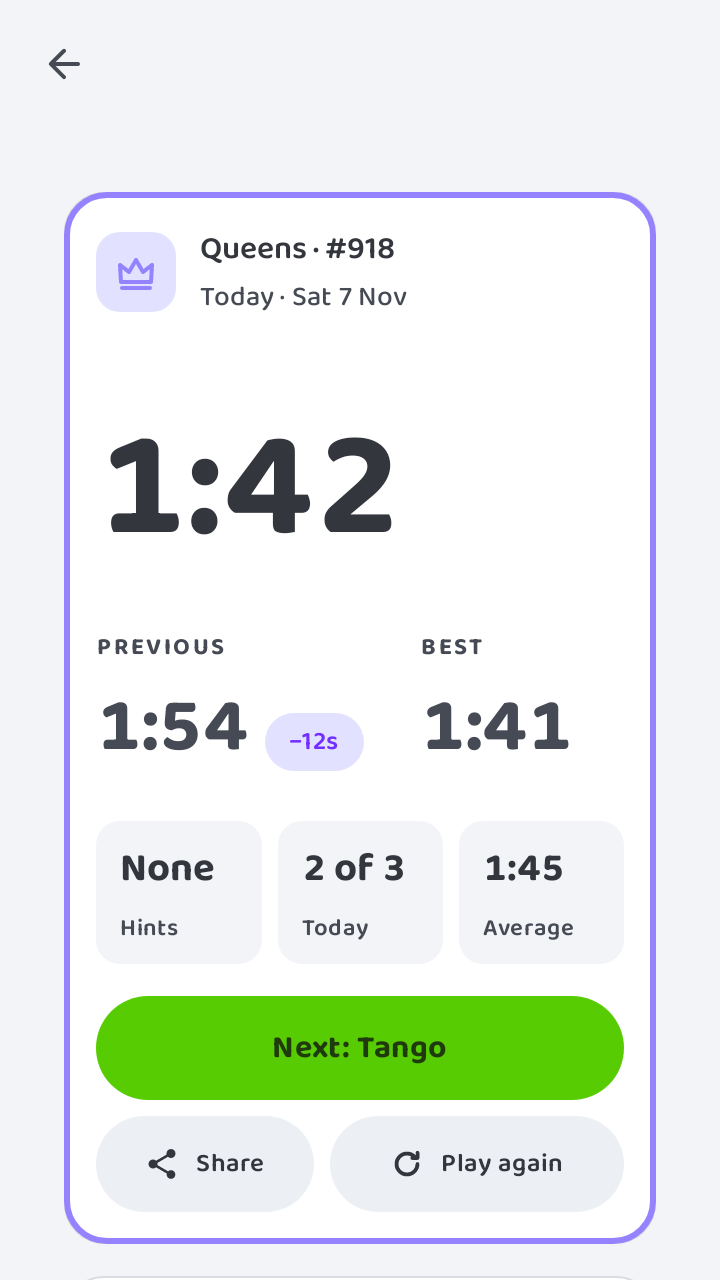 Queens · #918
Today · Sat 7 Nov
1:42
PREVIOUS
BEST
1:54
−12s
1:41
None
2 of 3
1:45
Hints
Today
Average
Next: Tango
Share
Play again